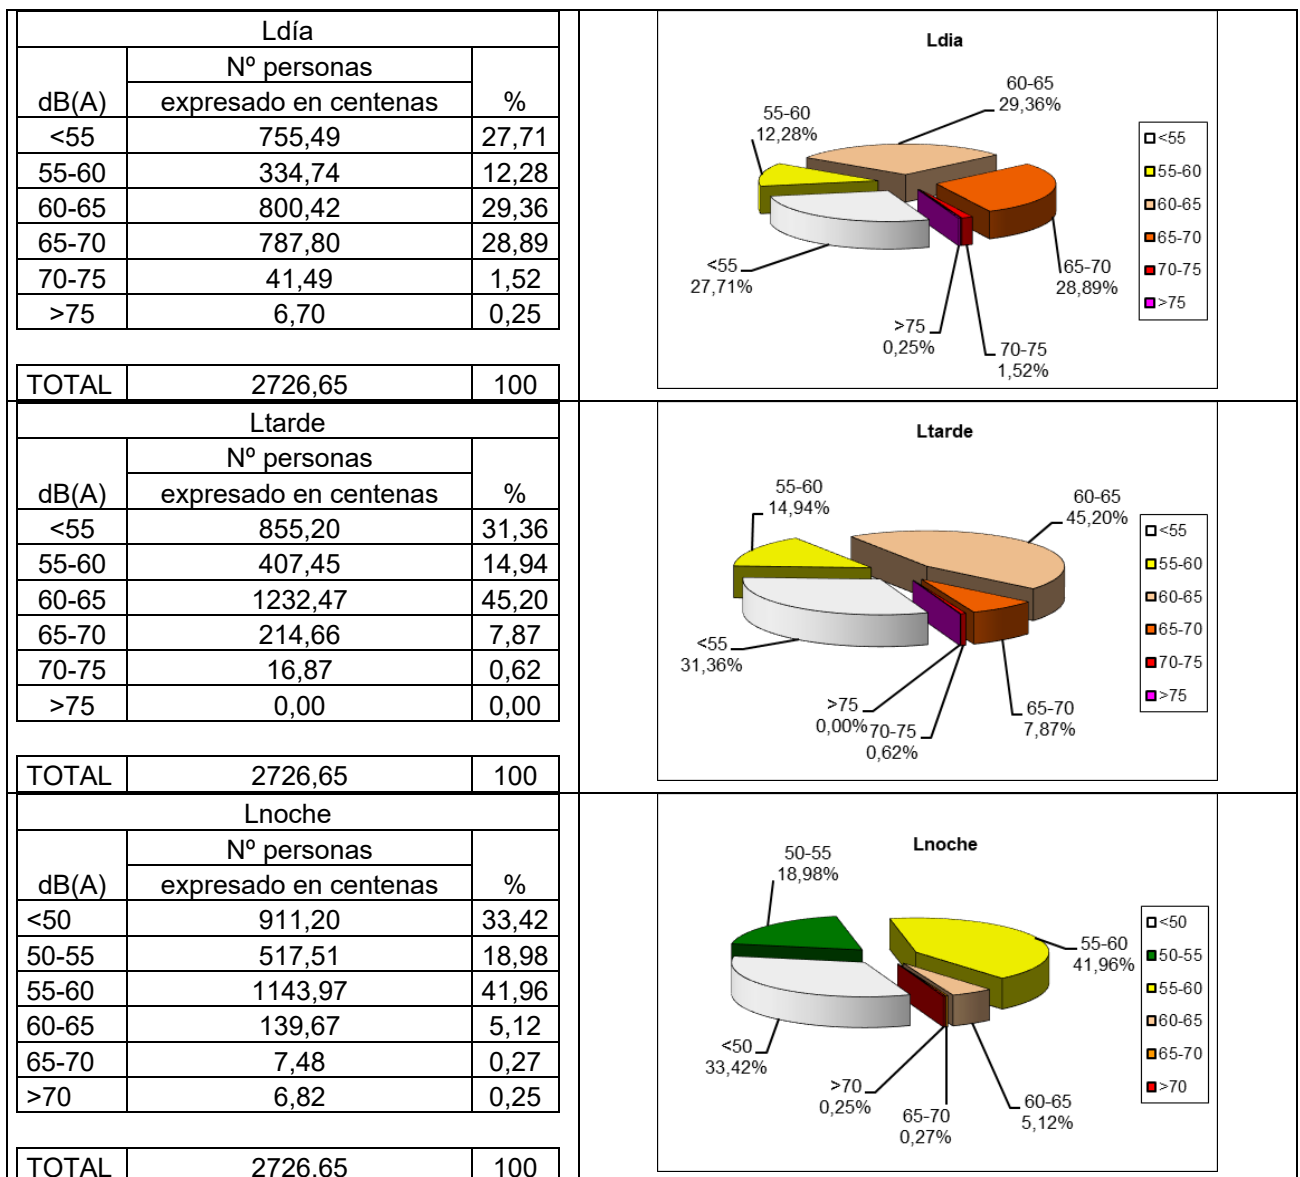 Ldía
Nº personas
dB(A) expresado en centenas %
<55 755,49 27,71
55-60 334,74 12,28
60-65 800,42 29,36
65-70 787,80 28,89
70-75 41,49 1,52
>75 6,70 0,25
TOTAL 2726,65 100
Ldia
60-65
29,36%
55-60
12,28%
<55
27,71%
65-70
28,89%
>75
0,25%
70-75
1,52%
<55
55-60
60-65
65-70
70-75
>75
Ltarde
Nº personas
dB(A) expresado en centenas %
<55 855,20 31,36
55-60 407,45 14,94
60-65 1232,47 45,20
65-70 214,66 7,87
70-75 16,87 0,62
>75 0,00 0,00
TOTAL 2726,65 100
Ltarde
55-60
14,94%
60-65
45,20%
<55
31,36%
>75
0,00%
70-75
0,62%
65-70
7,87%
<55
55-60
60-65
65-70
70-75
>75
Lnoche
Nº personas
dB(A) expresado en centenas %
<50 911,20 33,42
50-55 517,51 18,98
55-60 1143,97 41,96
60-65 139,67 5,12
65-70 7,48 0,27
>70 6,82 0,25
TOTAL 2726,65 100
Lnoche
50-55
18,98%
55-60
41,96%
<50
33,42%
>70
0,25%
65-70
0,27%
60-65
5,12%
<50
50-55
55-60
60-65
65-70
>70